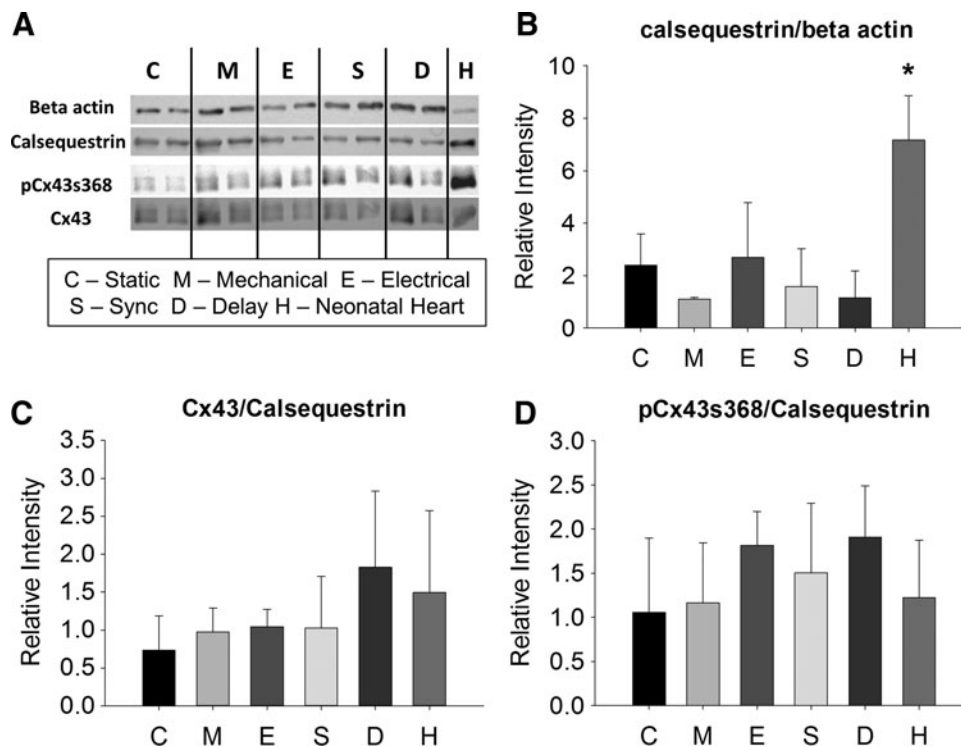 A
C M E S D H
Beta actin
Calsequestrin
pCx43s368
Cx43
C – Static M – Mechanical E – Electrical
S – Sync D – Delay H – Neonatal Heart
B
calsequestrin/beta actin
Relative Intensity
10
8
6
4
2
0
*
C M E S D H
C
Cx43/Calsequestrin
Relative Intensity
3.5
3.0
2.5
2.0
1.5
1.0
0.5
0.0
C M E S D H
D
pCx43s368/Calsequestrin
Relative Intensity
3.0
2.5
2.0
1.5
1.0
0.5
0.0
C M E S D H